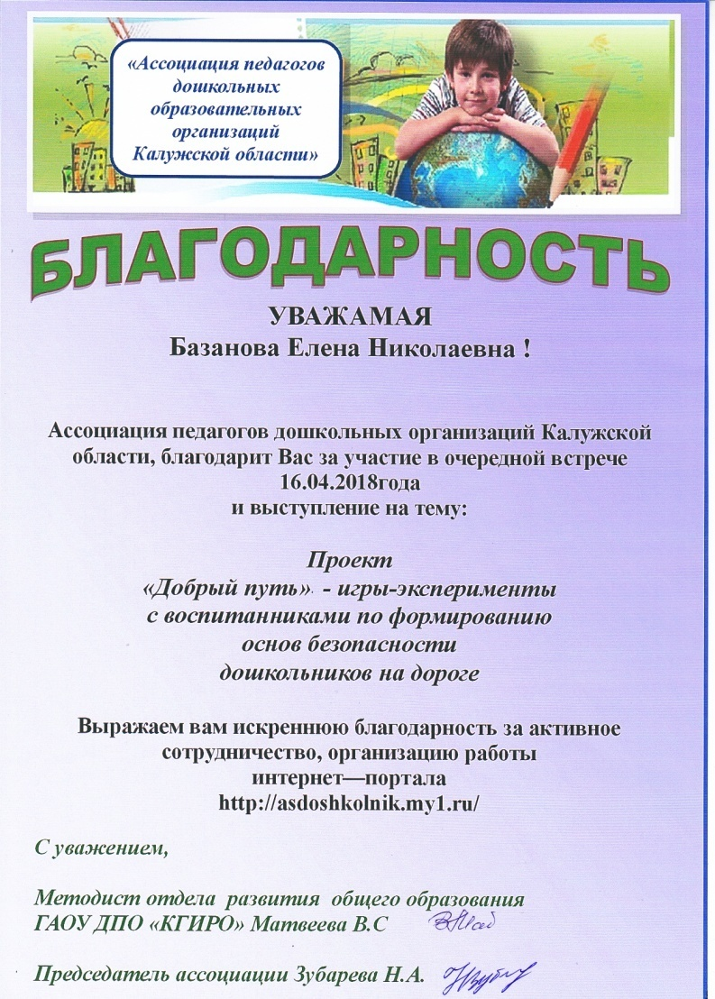 «Ассоциация педагогов
дошкольных
образовательных
организаций
Калужской области»
БЛАГОДАРНОСТЬ
УВАЖАМАЯ
Базанова Елена Николаевна !
Ассоциация педагогов дошкольных организаций Калужской
области, благодарит Вас за участие в очередной встрече
16.04.2018года
и выступление на тему:
Проект
«Добрый путь» - игры-эксперименты
с воспитанниками по формированию
основ безопасности
дошкольников на дороге
Выражаем вам искреннюю благодарность за активное
сотрудничество, организацию работы
интернет—портала
http://asdoshkolnik.my1.ru/
С уважением,
Методист отдела развития общего образования
ГАОУ ДПО «КГИРО» Матвеева В.С
Председатель ассоциации Зубарева Н.А.